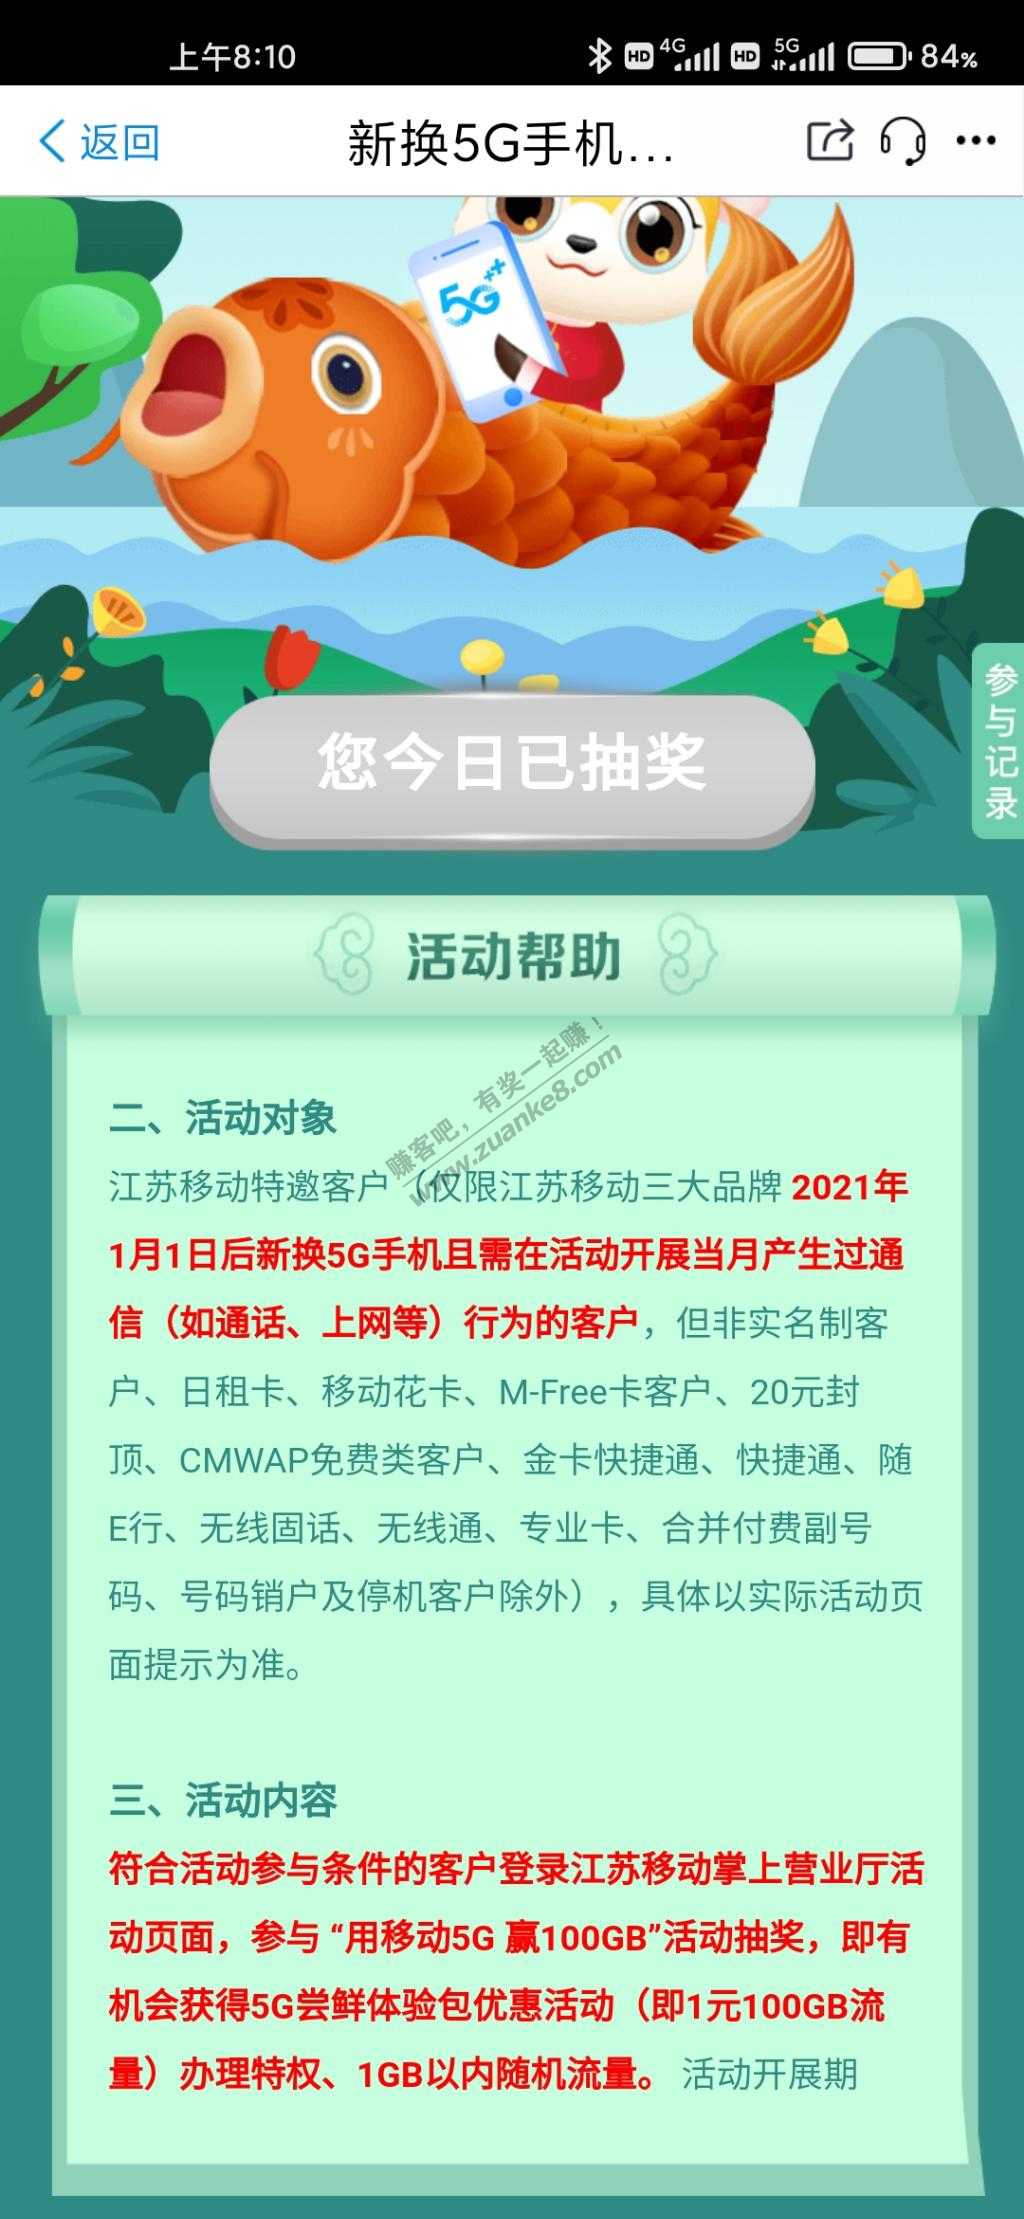 上午8:10
HD 4G HD 5G 84%
返回 新换5G手机...
5G++
您今日已抽奖
参与记录
活动帮助
赚客吧，有奖一起赚！
www.zuanke8.com
二、活动对象
江苏移动特邀客户（仅限江苏移动三大品牌 2021年
1月1日后新换5G手机且需在活动开展当月产生过通
信（如通话、上网等）行为的客户，但非实名制客
户、日租卡、移动花卡、M-Free卡客户、20元封
顶、CMWAP免费类客户、金卡快捷通、快捷通、随
E行、无线固话、无线通、专业卡、合并付费副号
码、号码销户及停机客户除外），具体以实际活动页
面提示为准。
三、活动内容
符合活动参与条件的客户登录江苏移动掌上营业厅活
动页面，参与 “用移动5G 赢100GB”活动抽奖，即有
机会获得5G尝鲜体验包优惠活动（即1元100GB流
量）办理特权、1GB以内随机流量。 活动开展期